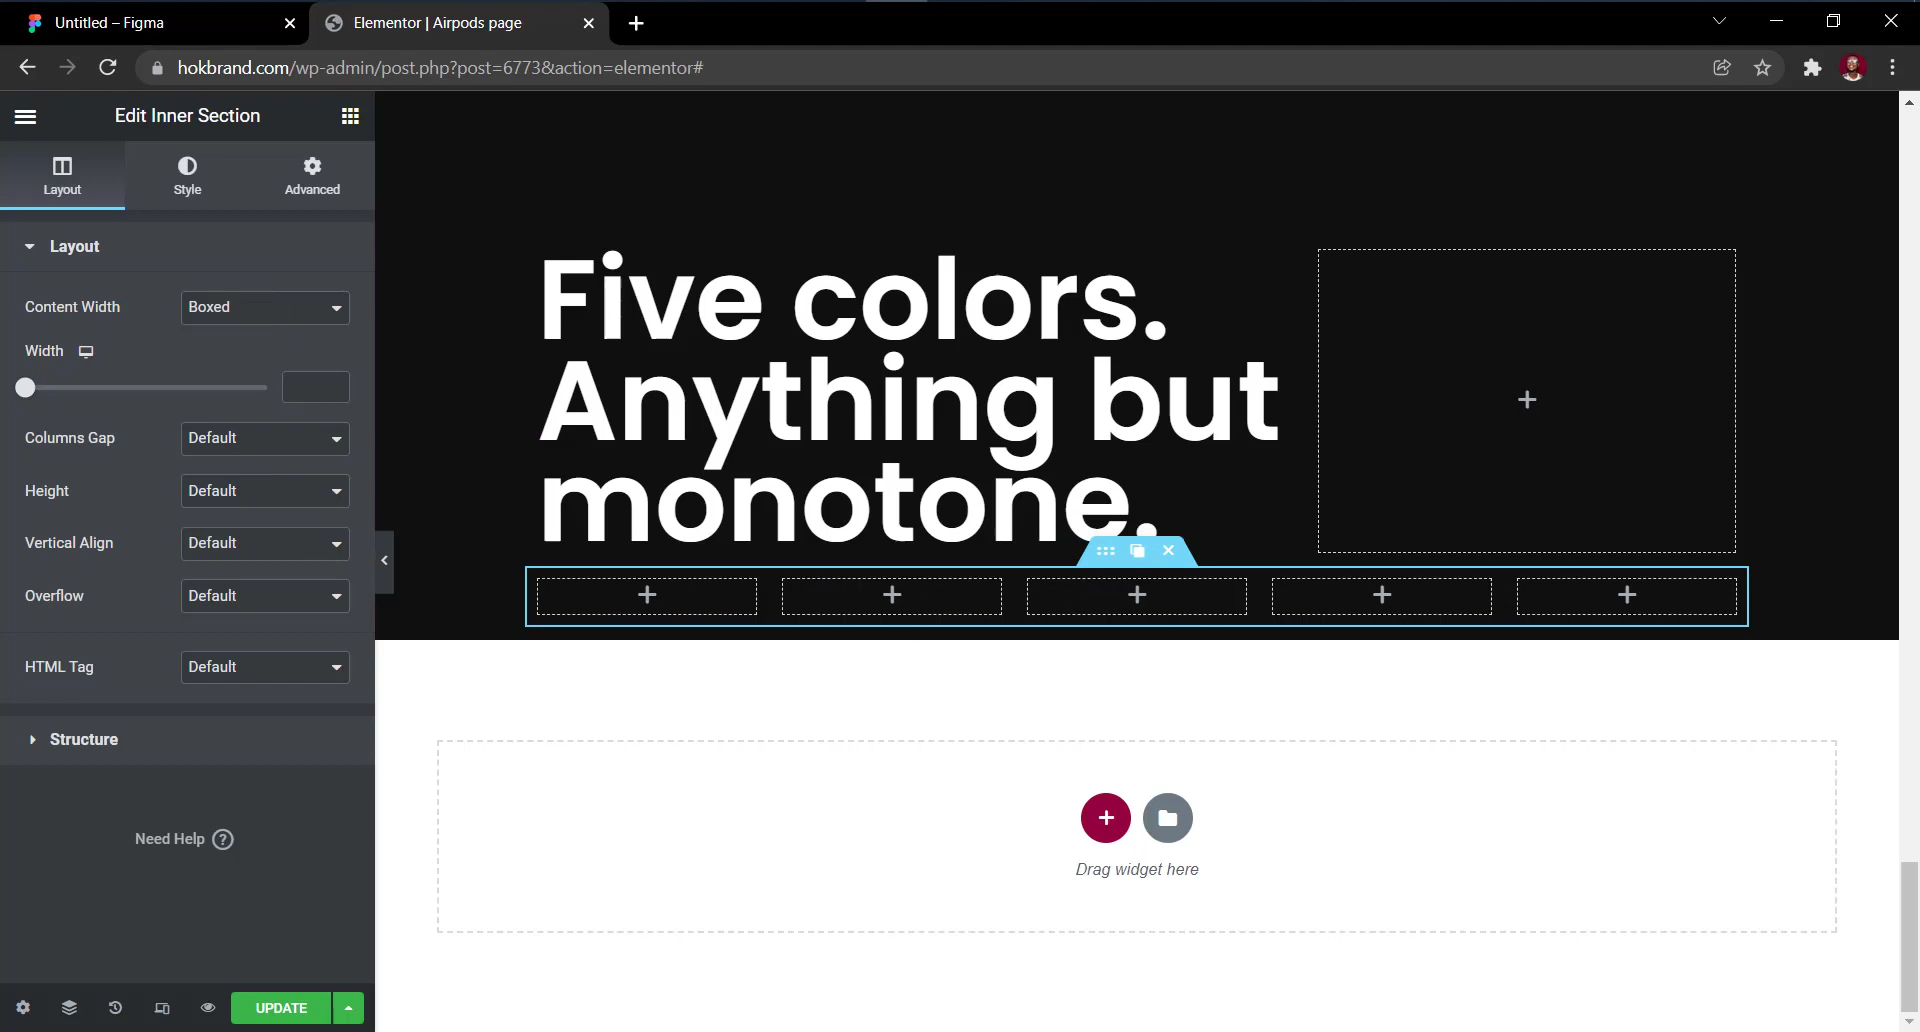 Untitled – Figma
Elementor | Airpods page
hokbrand.com/wp-admin/post.php?post=6773&action=elementor#
Edit Inner Section
Layout
Style
Advanced
Layout
Content Width
Boxed
Width
Columns Gap
Default
Height
Default
Vertical Align
Default
Overflow
Default
HTML Tag
Default
Structure
Need Help ?
UPDATE
Five colors.
Anything but
monotone.
Drag widget here